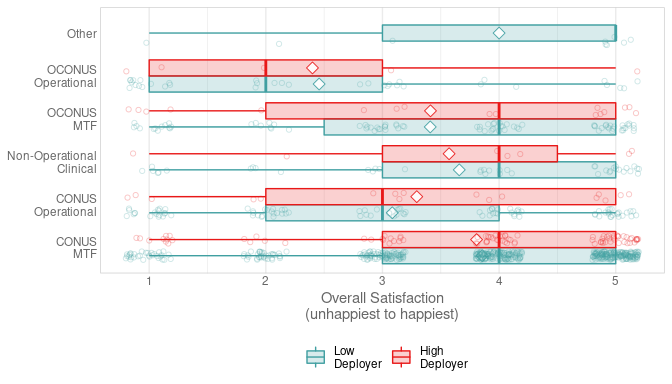 Other
OCONUS
Operational
OCONUS
MTF
Non-Operational
Clinical
CONUS
Operational
CONUS
MTF
1 2 3 4 5
Overall Satisfaction
(unhappiest to happiest)
Low
Deployer
High
Deployer